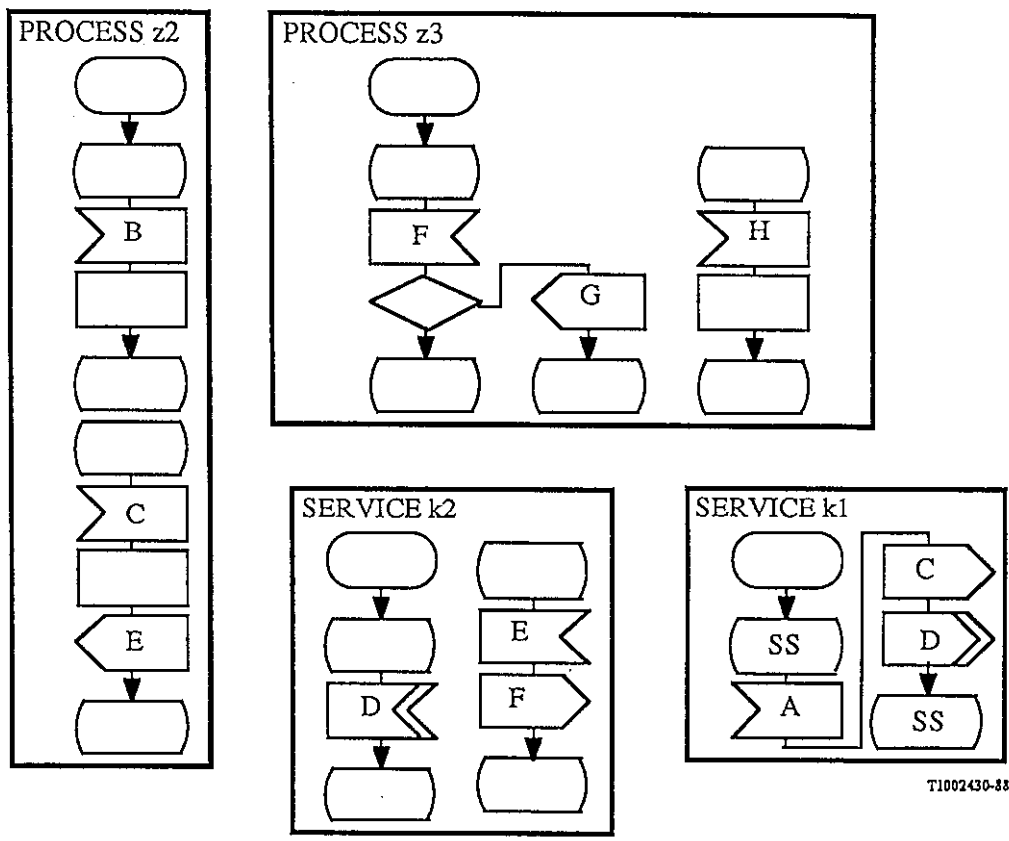 PROCESS z2
B
C
E
PROCESS z3
F
G
H
SERVICE k2
D
E
F
SERVICE k1
SS
A
C
D
SS
T1002430-88